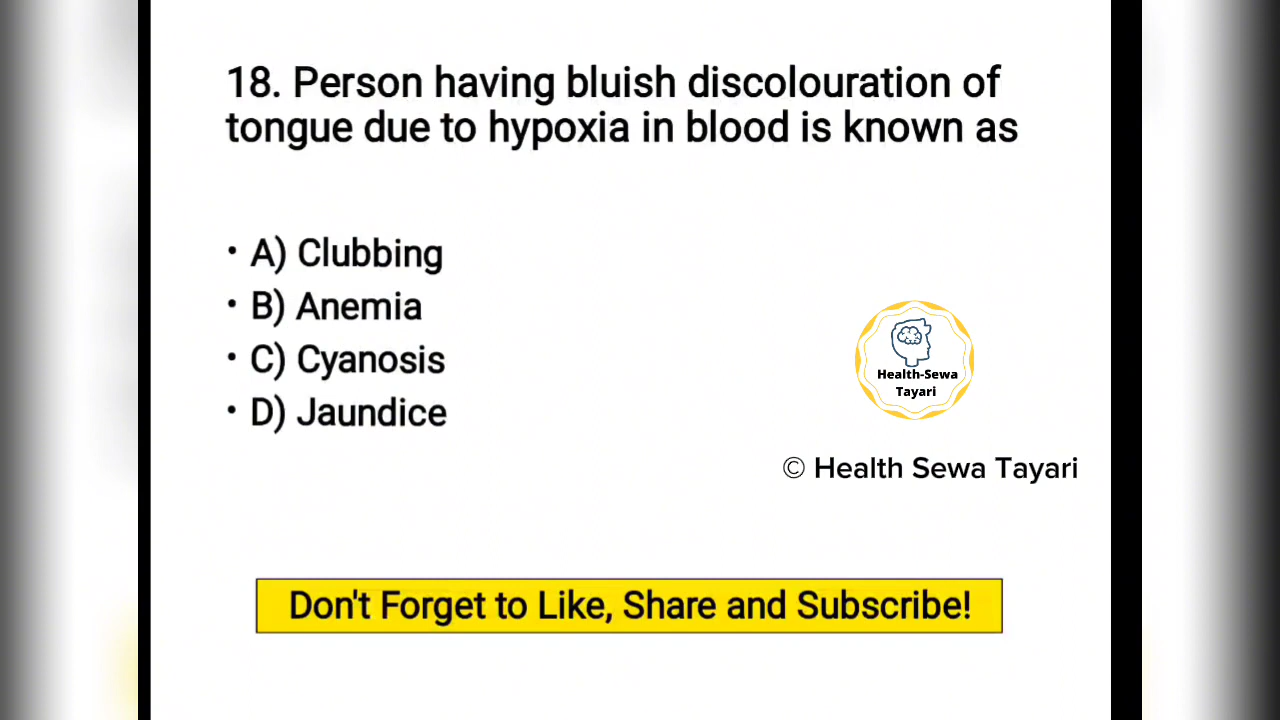 18. Person having bluish discolouration of
tongue due to hypoxia in blood is known as
• A) Clubbing
• B) Anemia
• C) Cyanosis
• D) Jaundice
Health-Sewa
Tayari
© Health Sewa Tayari
Don't Forget to Like, Share and Subscribe!